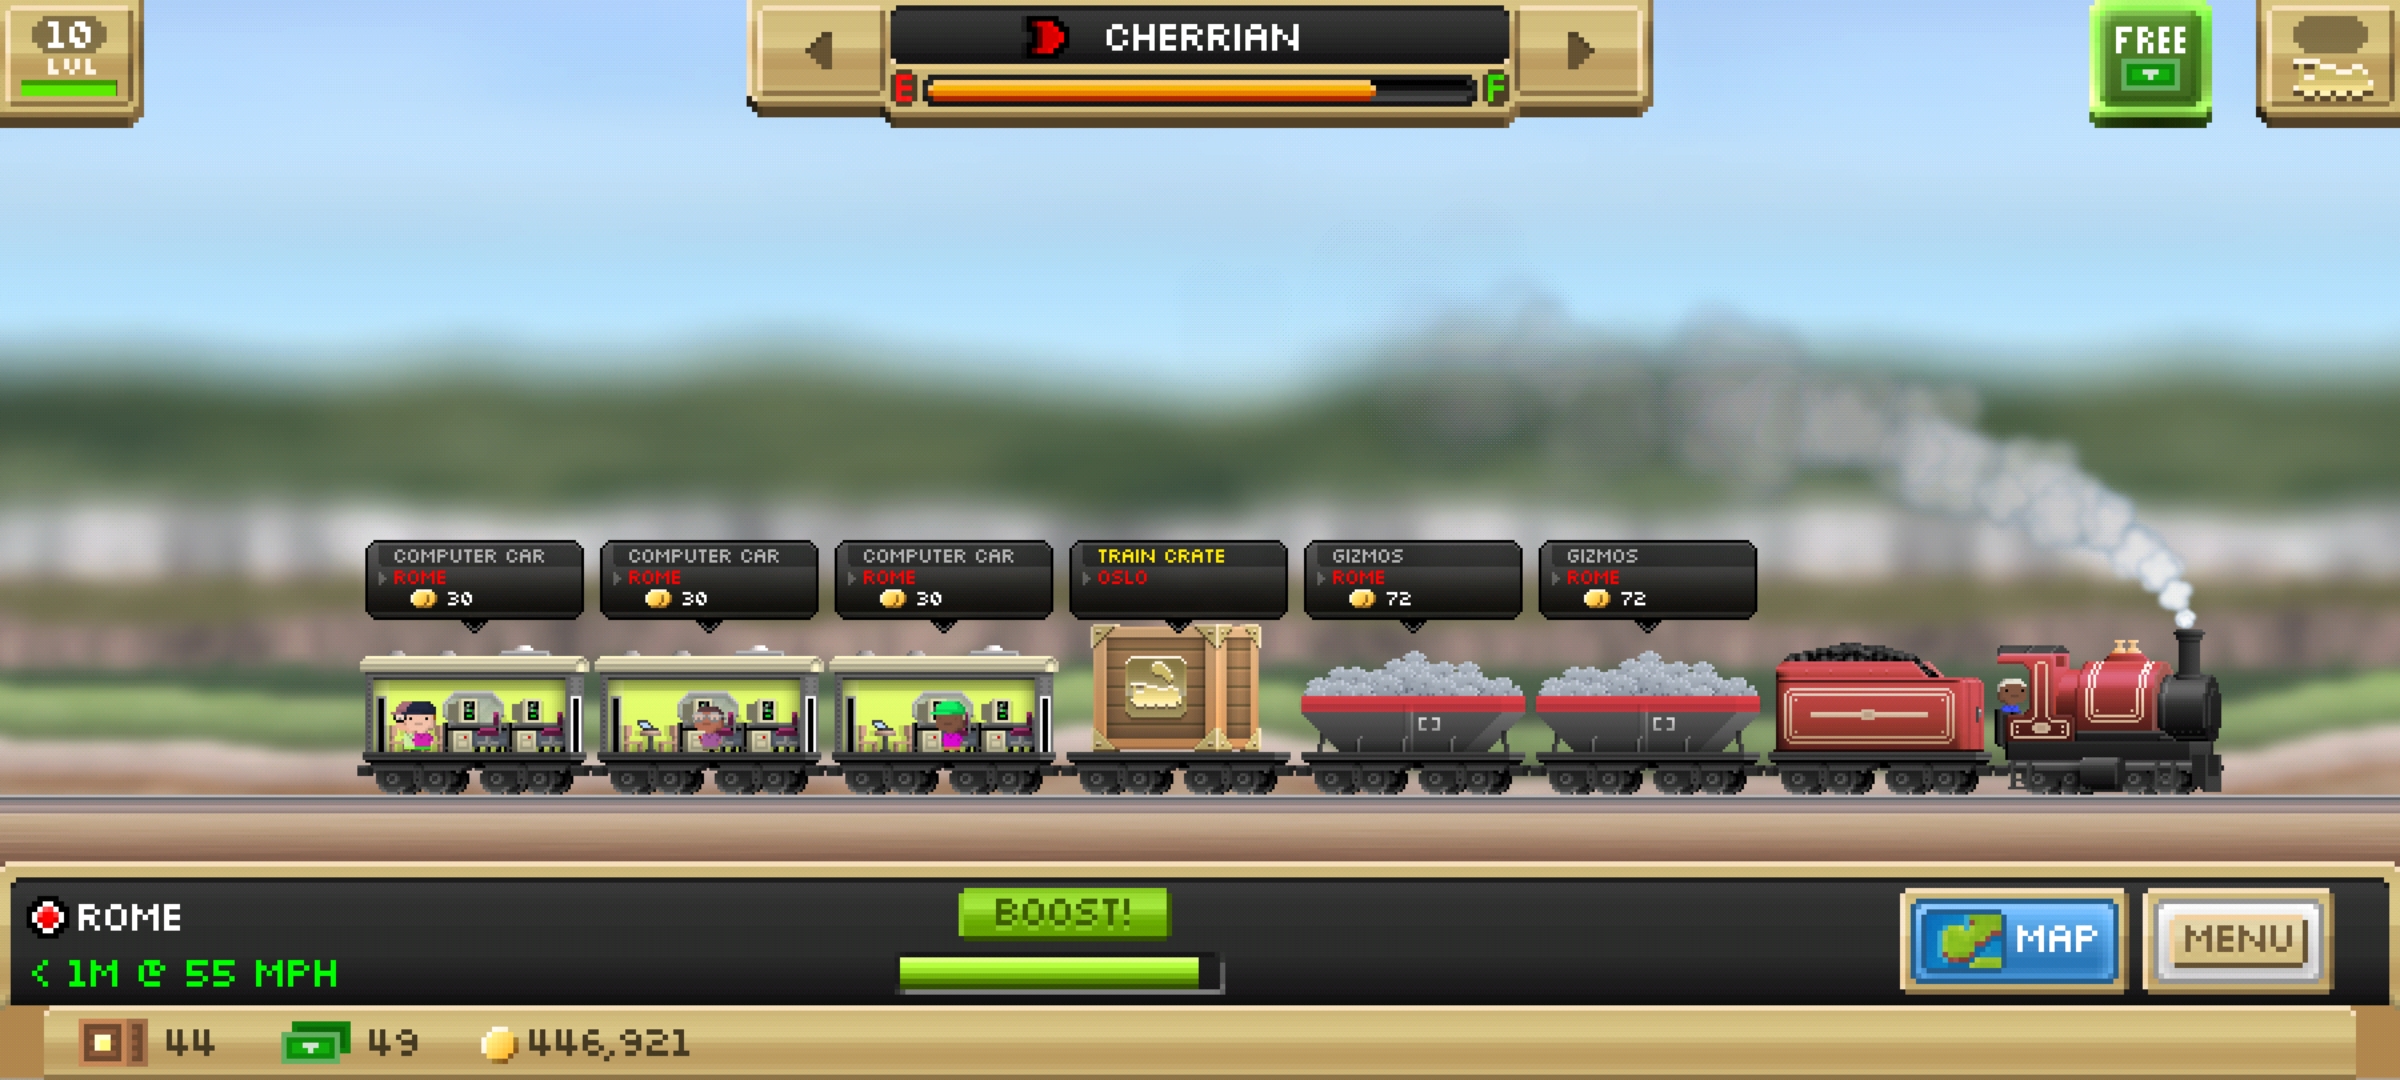 10
LVL
CHERRIAN
E
F
FREE
COMPUTER CAR
ROME
30
COMPUTER CAR
ROME
30
COMPUTER CAR
ROME
30
TRAIN CRATE
OSLO
GIZMOS
ROME
72
GIZMOS
ROME
72
ROME
< 1M @ 55 MPH
BOOST!
MAP
MENU
44
49
446,921